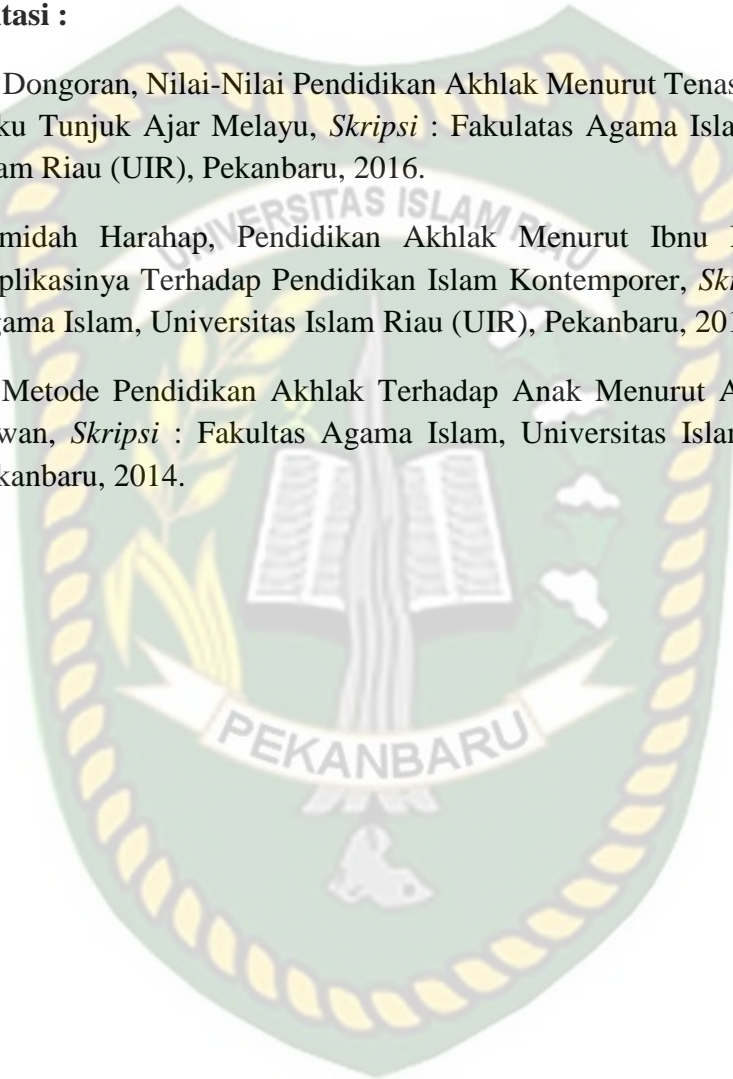 tasi :
Dongoran, Nilai-Nilai Pendidikan Akhlak Menurut Tenas
ku Tunjuk Ajar Melayu, Skripsi : Fakulatas Agama Isla
am Riau (UIR), Pekanbaru, 2016.
midah Harahap, Pendidikan Akhlak Menurut Ibnu
plikasinya Terhadap Pendidikan Islam Kontemporer, Sk
gama Islam, Universitas Islam Riau (UIR), Pekanbaru, 201
Metode Pendidikan Akhlak Terhadap Anak Menurut A
wan, Skripsi : Fakultas Agama Islam, Universitas Islam
kanbaru, 2014.
UNIVERSITAS ISLAM RIAU
PEKANBARU